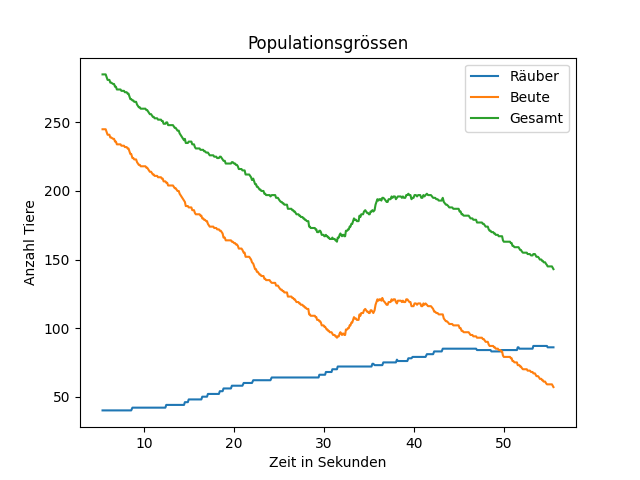 Populationsgrössen
Räuber
Beute
Gesamt
Anzahl Tiere
250
200
150
100
50
10 20 30 40 50
Zeit in Sekunden